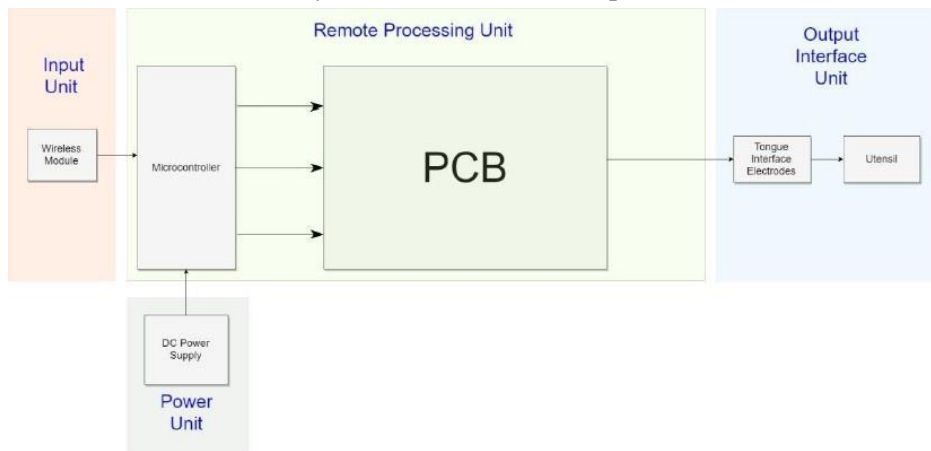 Remote Processing Unit
Input
Unit
Output
Interface
Unit
Wireless
Module
Microcontroller
PCB
Tongue
Interface
Electrodes
Utensil
DC Power
Supply
Power
Unit